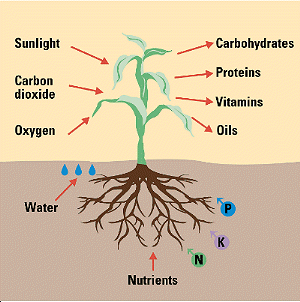 Sunlight
Carbon
dioxide
Oxygen
Carbohydrates
Proteins
Vitamins
Oils
Water
P
K
N
Nutrients